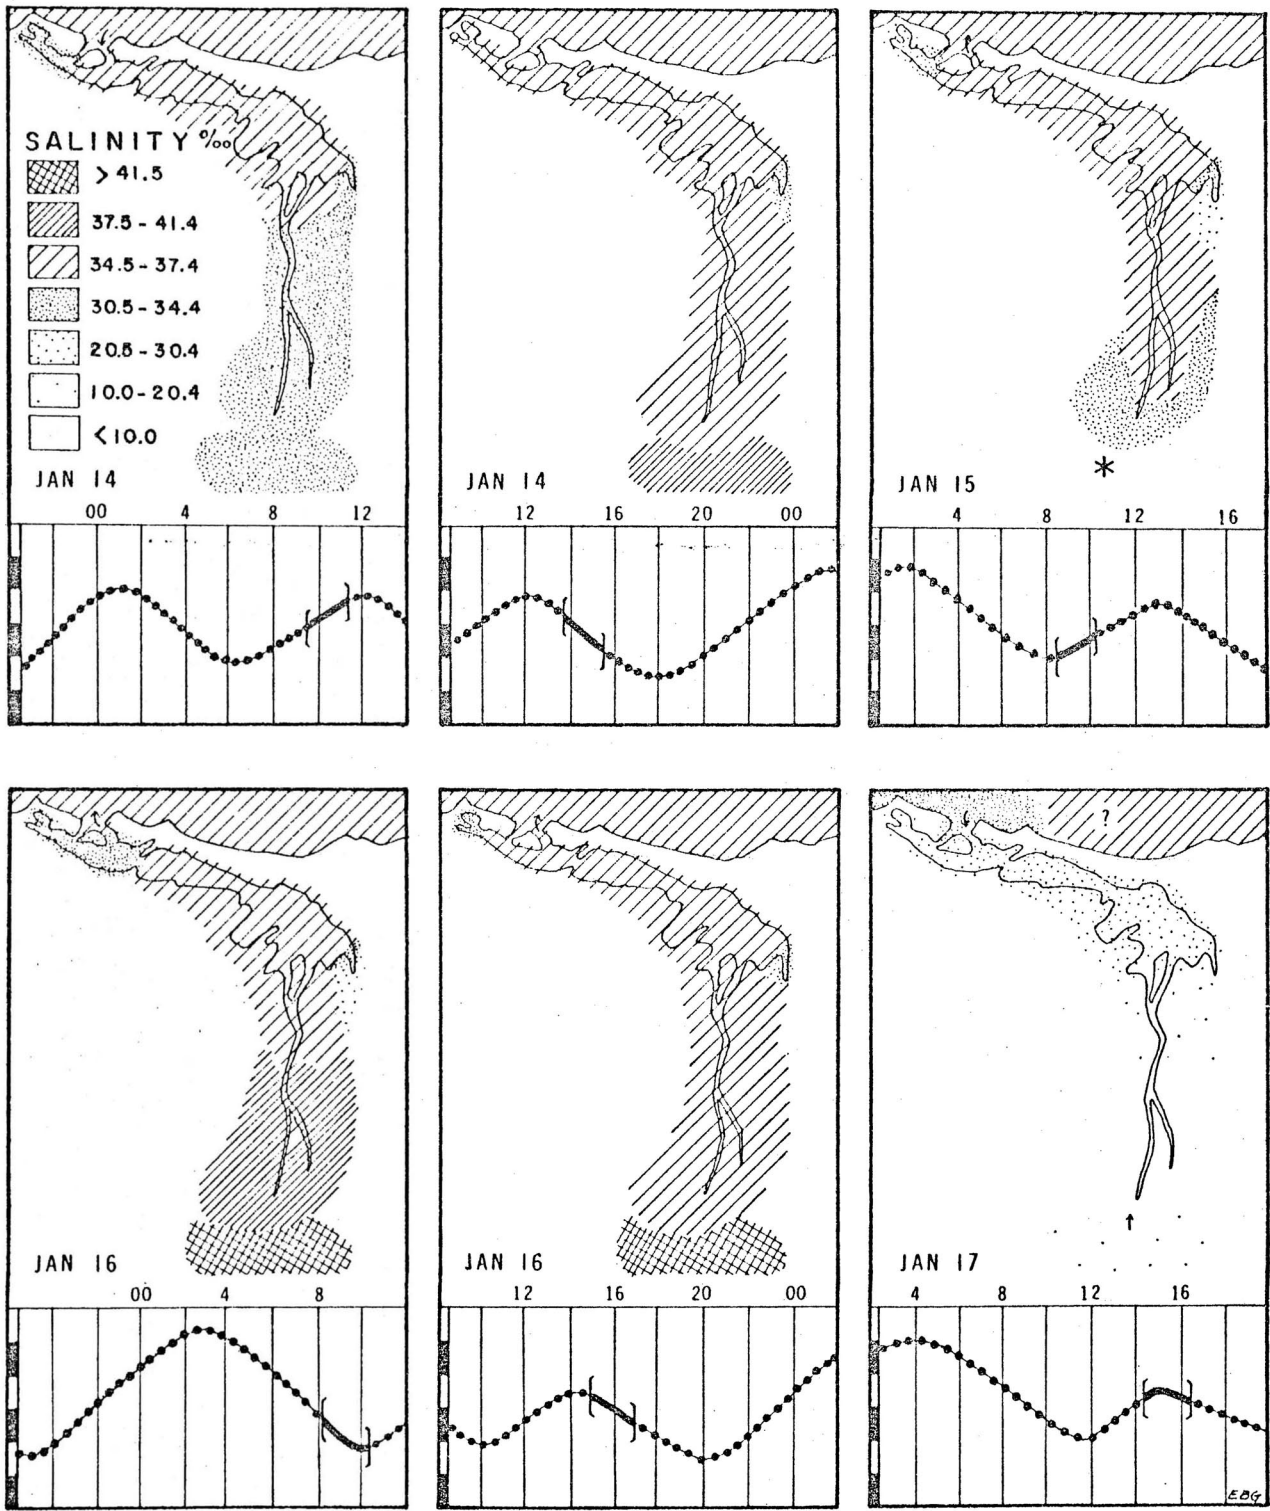 SALINITY ‰
> 41.5
37.5 - 41.4
34.5 - 37.4
30.5 - 34.4
20.5 - 30.4
10.0 - 20.4
< 10.0
JAN 14
00 4 8 12
JAN 14
12 16 20 00
*
JAN 15
4 8 12 16
JAN 16
00 4 8
JAN 16
12 16 20 00
?
JAN 17
4 8 12 16
EBG